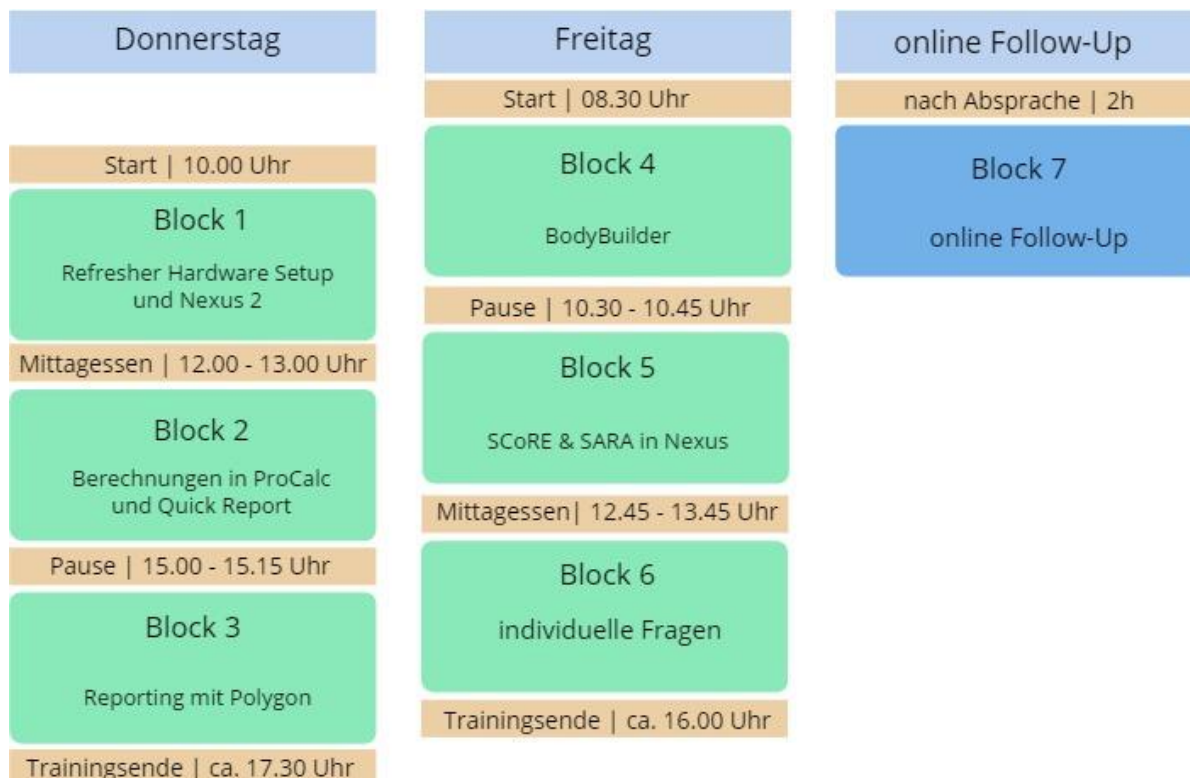 Donnerstag
Start | 10.00 Uhr
Block 1
Refresher Hardware Setup
und Nexus 2
Mittagessen | 12.00 - 13.00 Uhr
Block 2
Berechnungen in ProCalc
und Quick Report
Pause | 15.00 - 15.15 Uhr
Block 3
Reporting mit Polygon
Trainingsende | ca. 17.30 Uhr
Freitag
Start | 08.30 Uhr
Block 4
BodyBuilder
Pause | 10.30 - 10.45 Uhr
Block 5
SCoRE & SARA in Nexus
Mittagessen| 12.45 - 13.45 Uhr
Block 6
individuelle Fragen
Trainingsende | ca. 16.00 Uhr
online Follow-Up
nach Absprache | 2h
Block 7
online Follow-Up